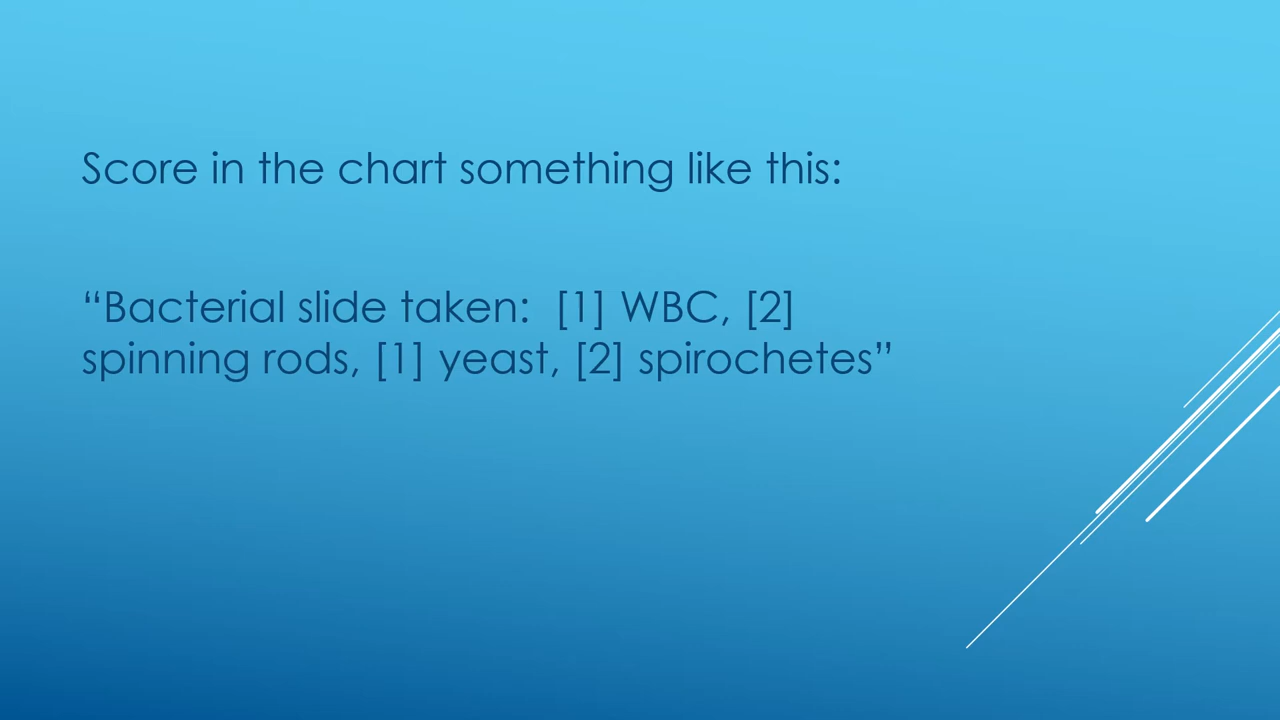 Score in the chart something like this:
“Bacterial slide taken:  [1] WBC, [2]
spinning rods, [1] yeast, [2] spirochetes”